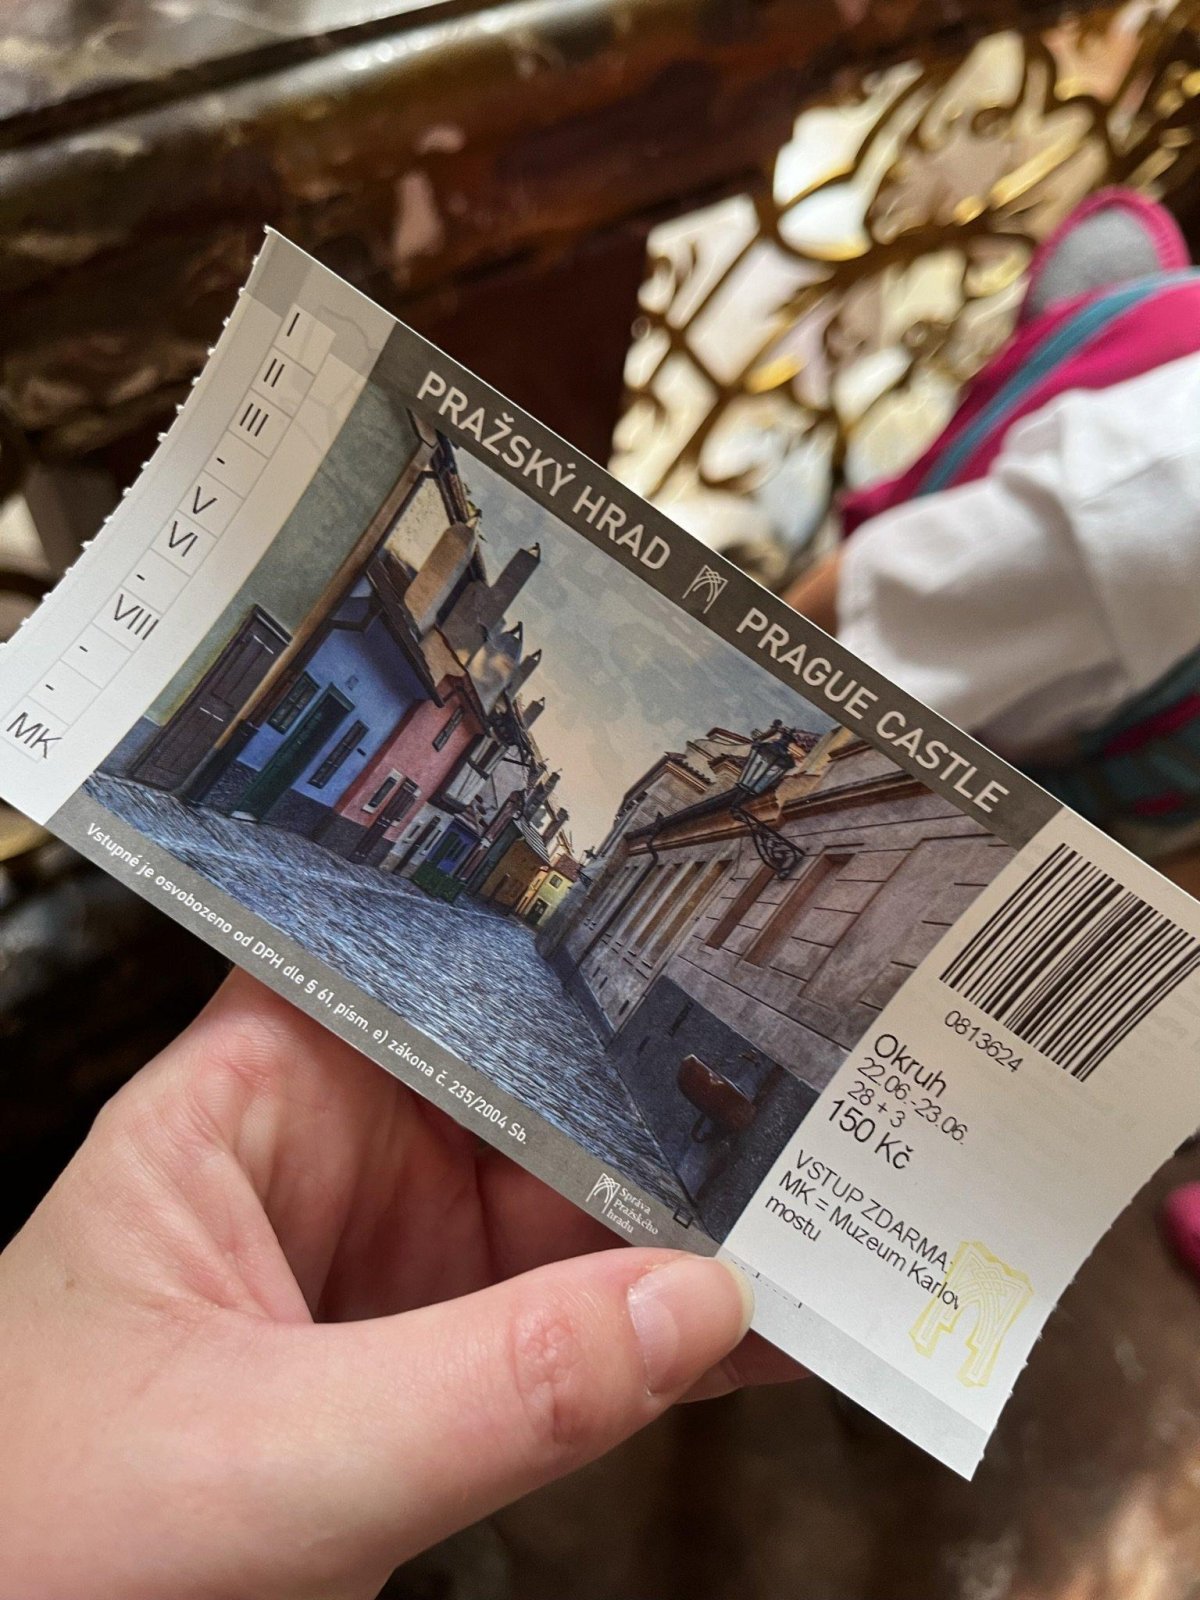 I
II
III
-
V
VI
-
VIII
-
-
MK
PRAŽSKÝ HRAD PRAGUE CASTLE
Vstupné je osvobozeno od DPH dle § 61, písm. e) zákona č. 235/2004 Sb.
Správa
Pražského
hradu
0813624
Okruh
22.06.-23.06.
28 + 3
150 Kč
VSTUP ZDARMA:
MK = Muzeum Karlov
mostu